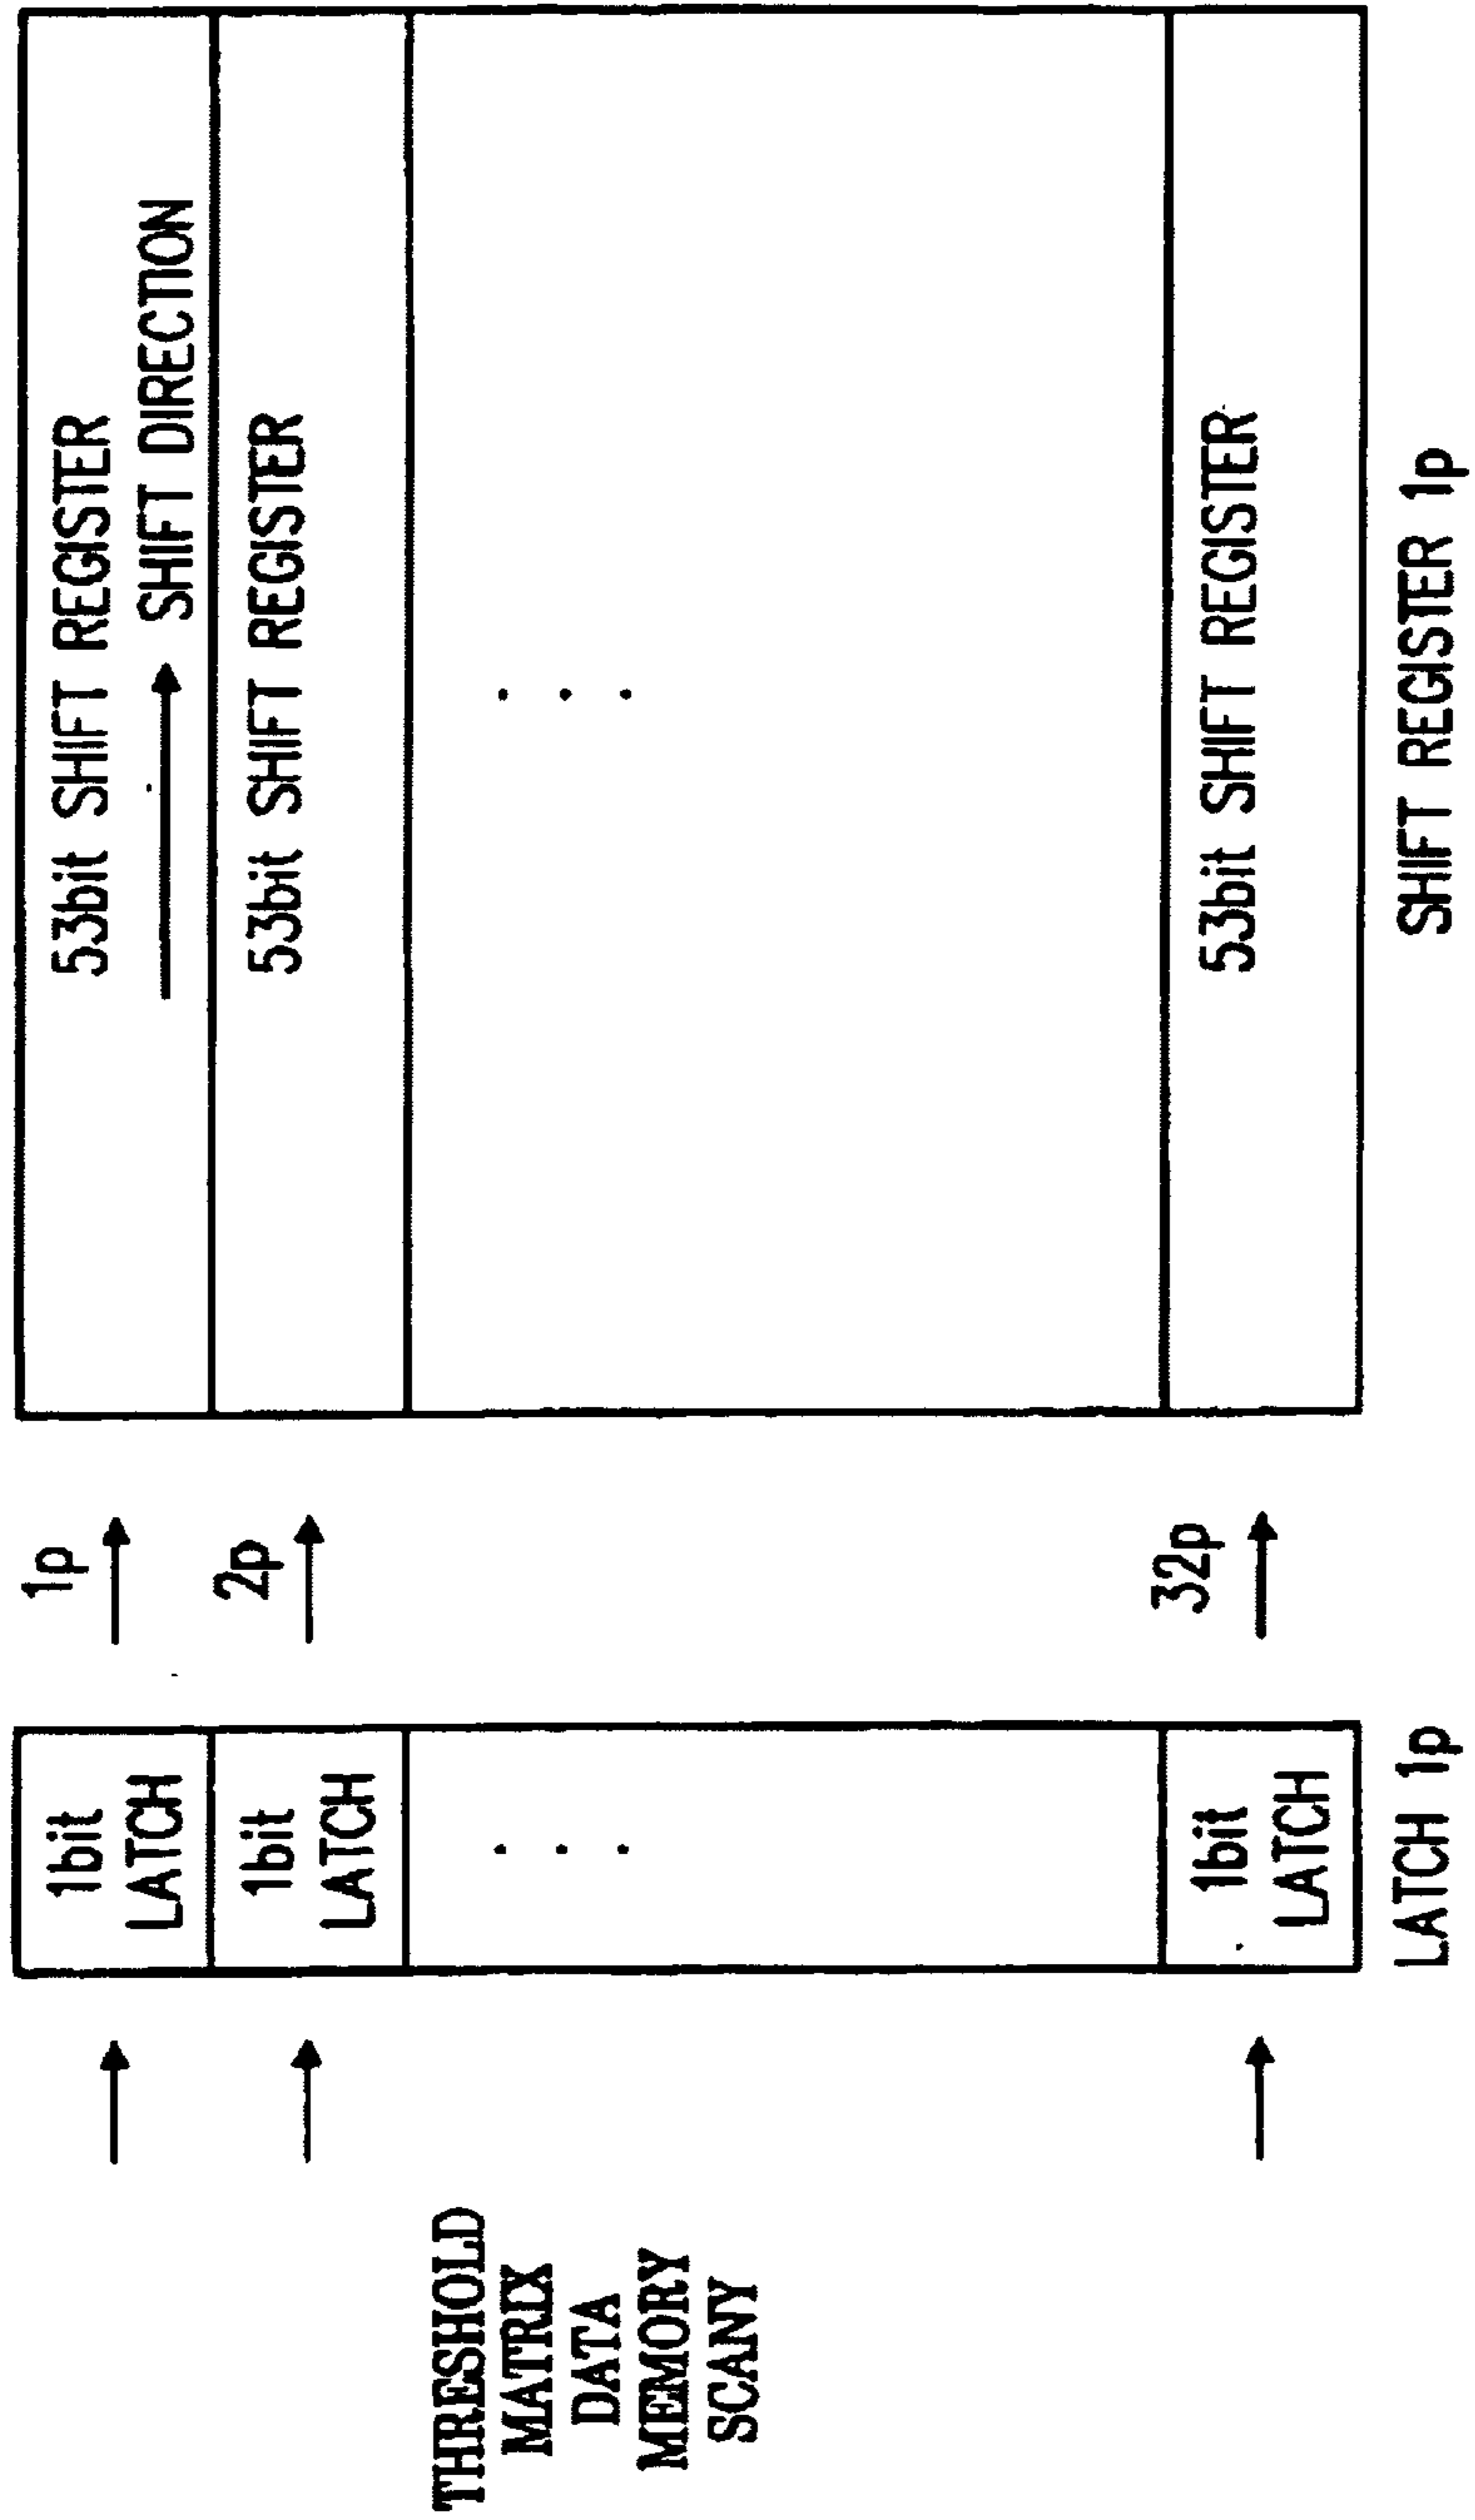 THRESHOLD
MATRIX
DATA
MEMORY
SCANT
1bit
LATCH
1bit
LATCH
1bit
LATCH
LATCH 1p
1p
2p
32p
53bit SHIFT REGISTER
SHIFT DIRECTION
53bit SHIFT REGISTER
53bit SHIFT REGISTER
SHIFT REGISTER 1p